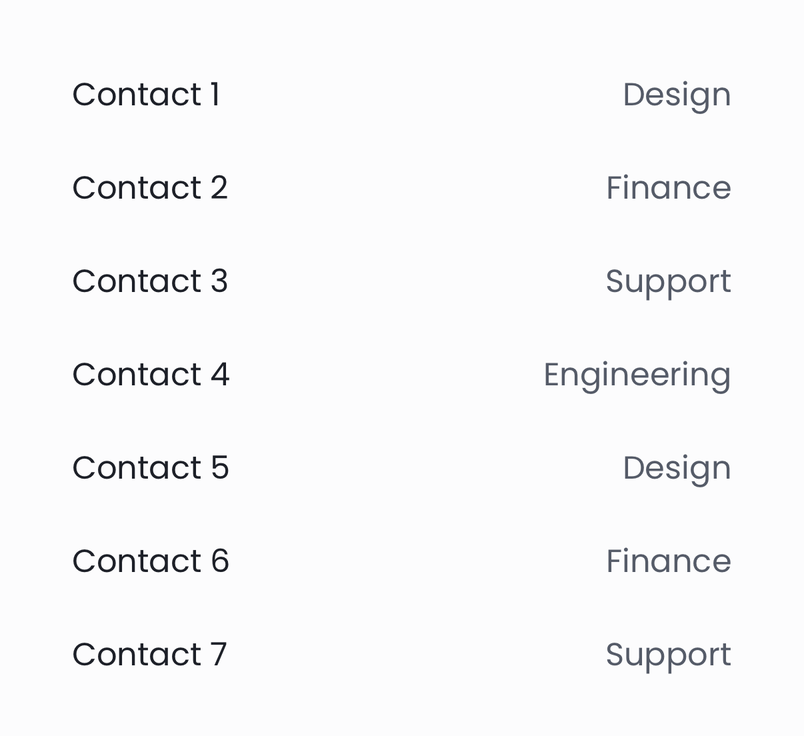 Contact 1 Design
Contact 2 Finance
Contact 3 Support
Contact 4 Engineering
Contact 5 Design
Contact 6 Finance
Contact 7 Support